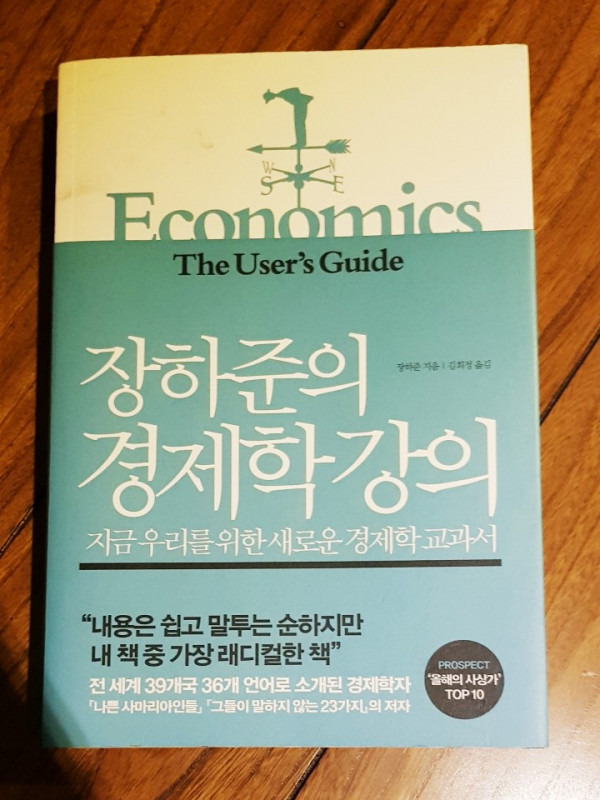 W N
S E
Economics
The User's Guide
장하준의
장하준 지음 | 김희정 옮김
경제학 강의
지금 우리를 위한 새로운 경제학 교과서
“내용은 쉽고 말투는 순하지만
내 책 중 가장 래디컬한 책”
전 세계 39개국 36개 언어로 소개된 경제학자
『나쁜 사마리아인들』 『그들이 말하지 않는 23가지』의 저자
PROSPECT
‘올해의 사상가’
TOP 10